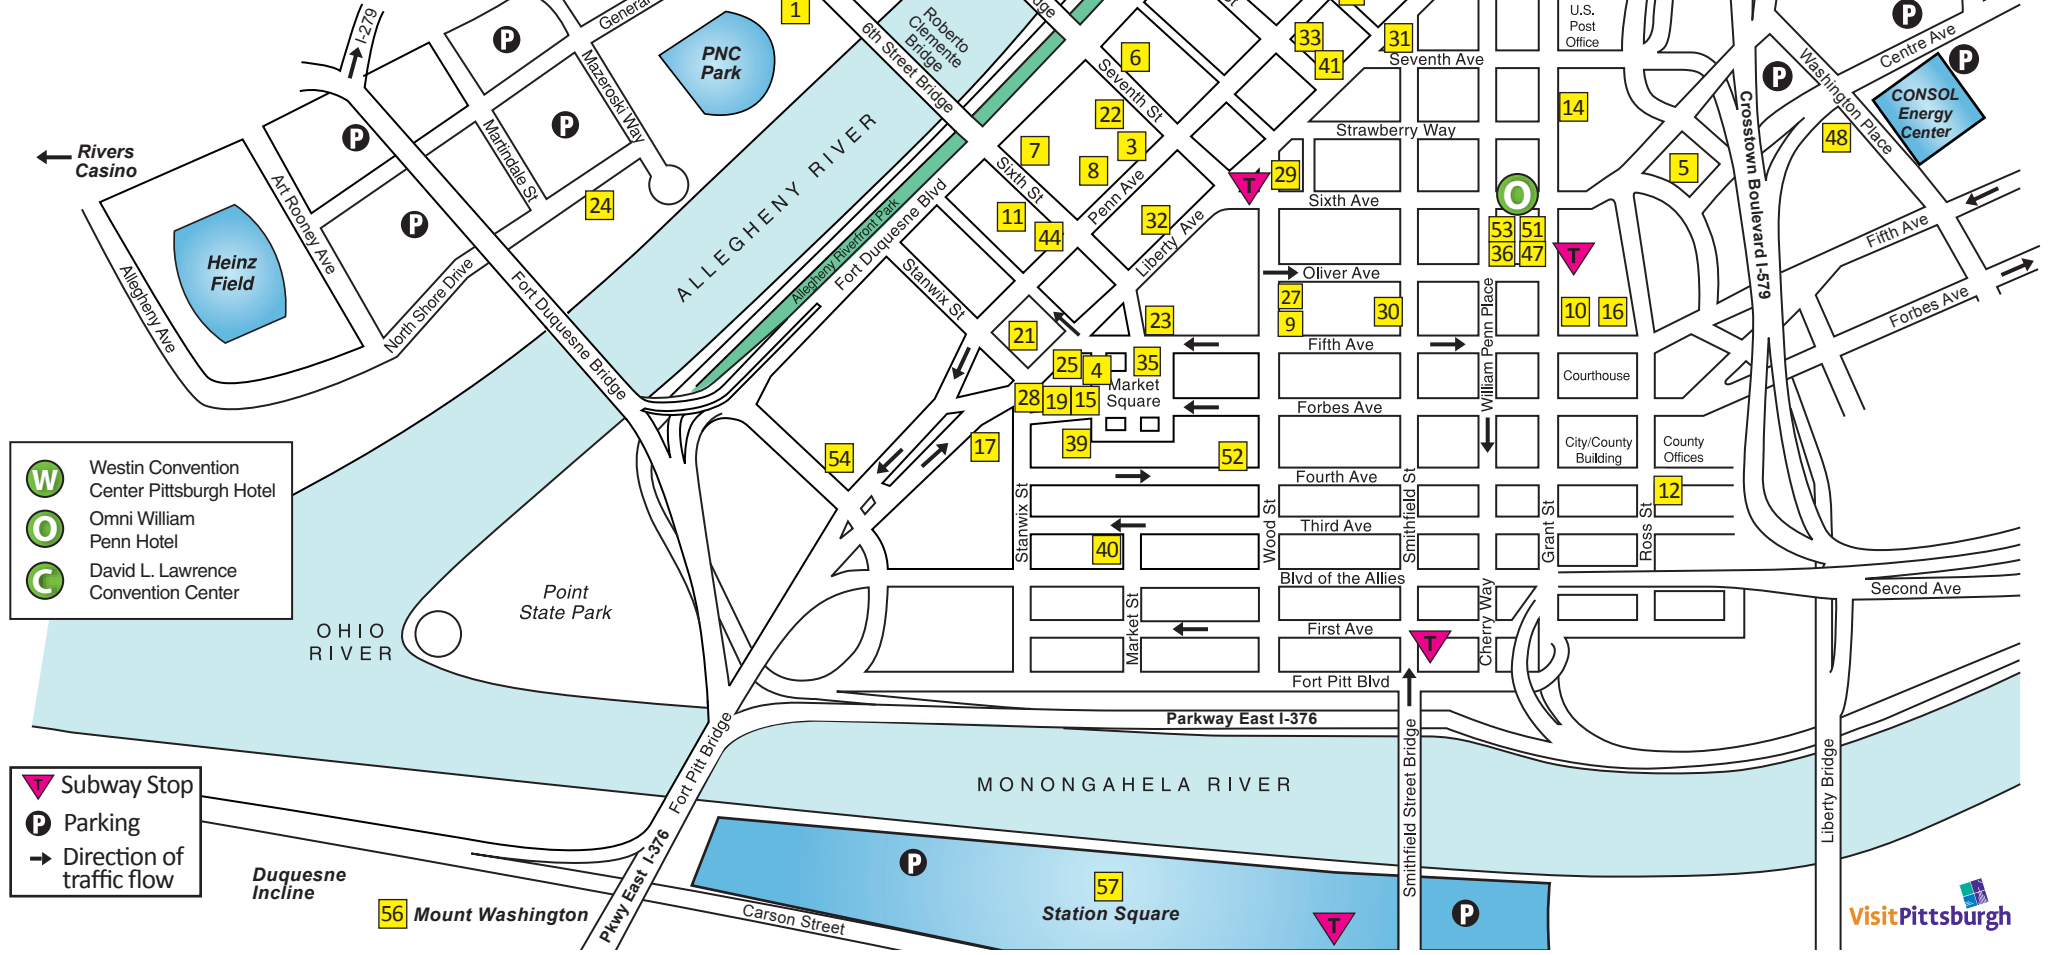 I-279
General
1
6th Street Bridge
Roberto
Clemente
Bridge
U.S.
Post
Office
P
P
P
P
P
P
P
PNC
Park
Mazeroski Way
Martindale St
6
33
31
41
Seventh Ave
Seventh St
Washington Place
Centre Ave
CONSOL
Energy
Center
Rivers
Casino
22
14
Strawberry Way
48
7
3
8
Sixth St
Penn Ave
T
29
Sixth Ave
O
5
Crosstown Boulevard I-579
Art Rooney Ave
24
ALLEGHENY RIVER
Allegheny Riverfront Park
Fort Duquesne Blvd
11
44
32
Liberty Ave
53
51
36
47
T
Fifth Ave
Forbes Ave
Heinz
Field
Allegheny Ave
North Shore Drive
Fort Duquesne Bridge
Stanwix St
Oliver Ave
27
9
30
10
16
William Penn Place
21
23
Fifth Ave
25
4
35
Market
Square
Courthouse
28
19
15
Forbes Ave
17
39
52
54
City/County
Building
County
Offices
W
Westin Convention
Center Pittsburgh Hotel
O
Omni William
Penn Hotel
C
David L. Lawrence
Convention Center
Fourth Ave
12
Stanwix St
Wood St
Smithfield St
Grant St
Ross St
Third Ave
40
Blvd of the Allies
Second Ave
Point
State Park
OHIO
RIVER
Market St
First Ave
Cherry Way
T
Fort Pitt Blvd
Parkway East I-376
Fort Pitt Bridge
MONONGAHELA RIVER
Smithfield Street Bridge
Liberty Bridge
T
Subway Stop
P
Parking
Direction of
traffic flow
Duquesne
Incline
56
Mount Washington
Pkwy East I-376
Carson Street
P
57
Station Square
T
P
VisitPittsburgh